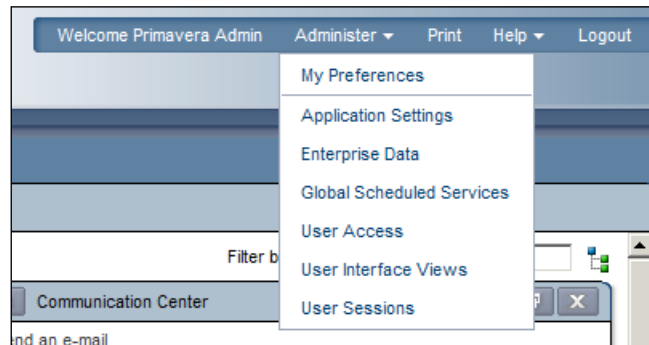 Welcome Primavera Admin Administer Print Help Logout
My Preferences
Application Settings
Enterprise Data
Global Scheduled Services
User Access
Filter b
User Interface Views
Communication Center
User Sessions
nd an e-mail